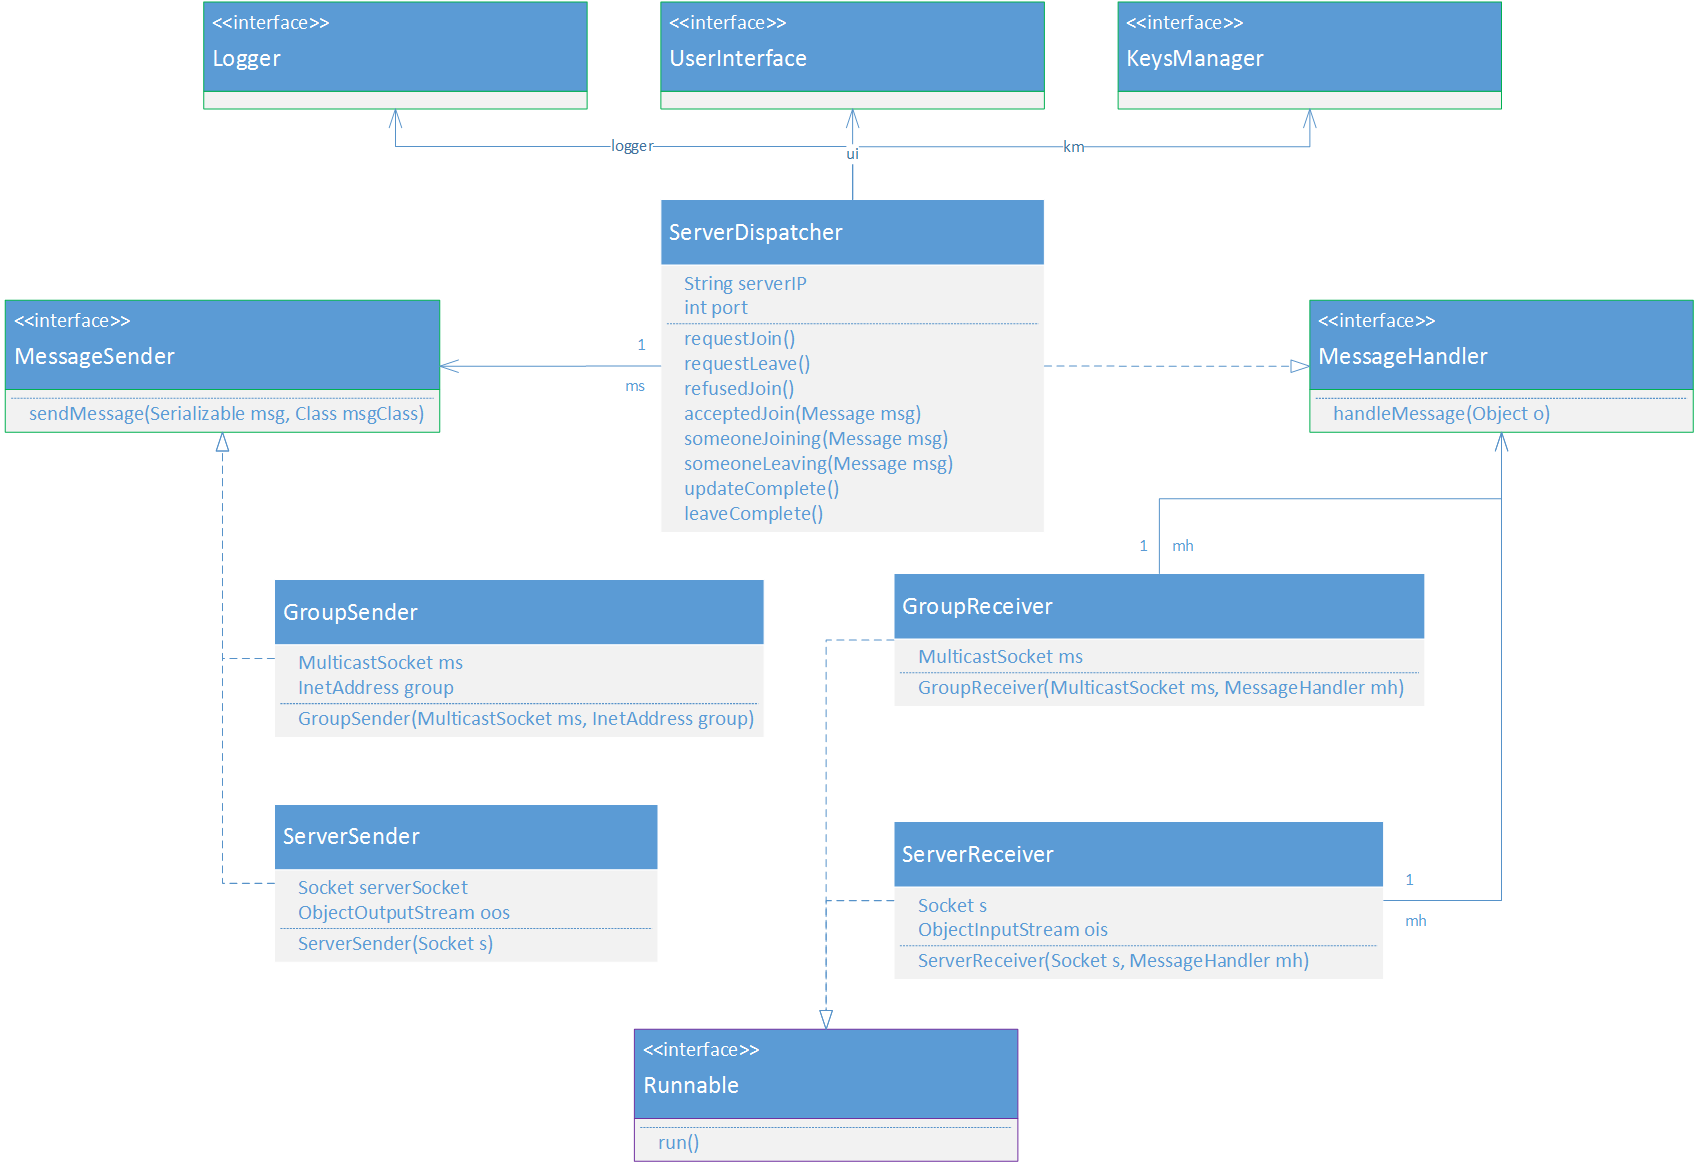 <<interface>>
Logger
<<interface>>
UserInterface
<<interface>>
KeysManager
logger
ui
km
ServerDispatcher
String serverIP
int port
requestJoin()
requestLeave()
refusedJoin()
acceptedJoin(Message msg)
someoneJoining(Message msg)
someoneLeaving(Message msg)
updateComplete()
leaveComplete()
<<interface>>
MessageSender
sendMessage(Serializable msg, Class msgClass)
1
ms
<<interface>>
MessageHandler
handleMessage(Object o)
1
mh
GroupSender
MulticastSocket ms
InetAddress group
GroupSender(MulticastSocket ms, InetAddress group)
GroupReceiver
MulticastSocket ms
GroupReceiver(MulticastSocket ms, MessageHandler mh)
ServerSender
Socket serverSocket
ObjectOutputStream oos
ServerSender(Socket s)
ServerReceiver
Socket s
ObjectInputStream ois
ServerReceiver(Socket s, MessageHandler mh)
1
mh
<<interface>>
Runnable
run()